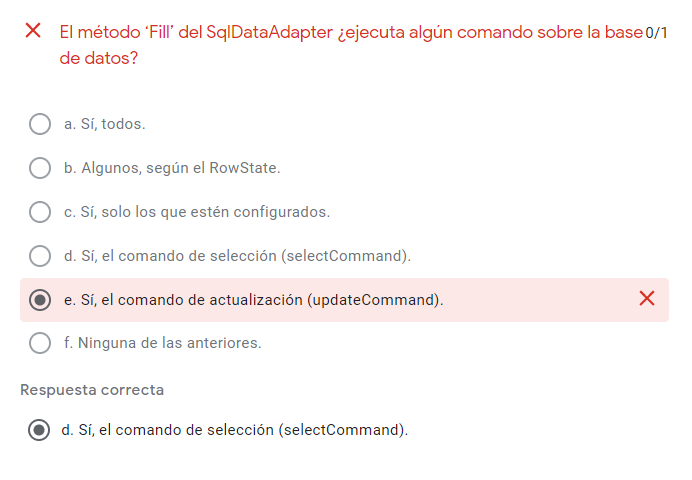 El método ‘Fill’ del SqlDataAdapter ¿ejecuta algún comando sobre la base 0/1
de datos?
a. Sí, todos.
b. Algunos, según el RowState.
c. Sí, solo los que estén configurados.
d. Sí, el comando de selección (selectCommand).
e. Sí, el comando de actualización (updateCommand).
f. Ninguna de las anteriores.
Respuesta correcta
d. Sí, el comando de selección (selectCommand).